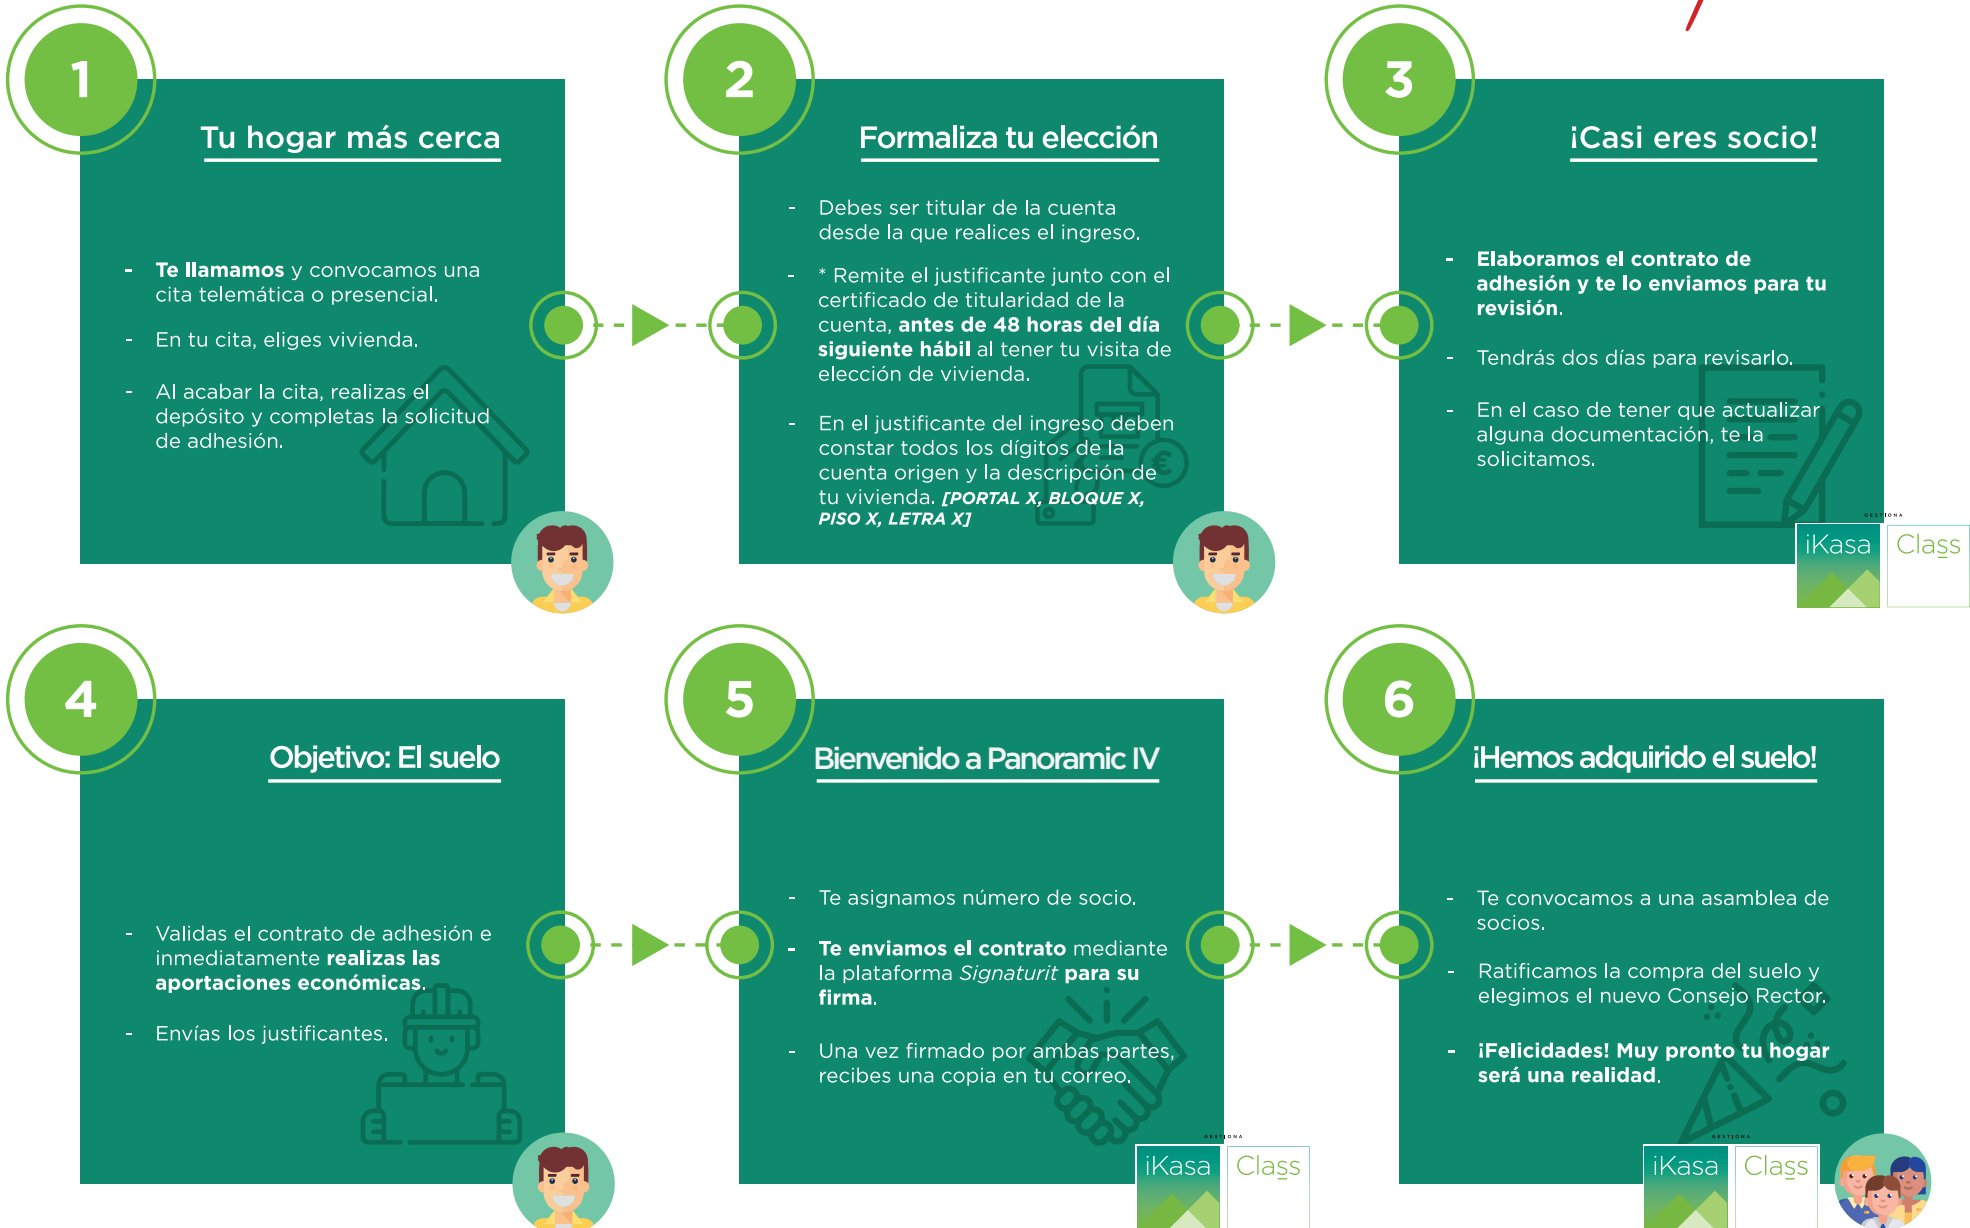 1
Tu hogar más cerca
- Te llamamos y convocamos una
cita telemática o presencial.
- En tu cita, eliges vivienda.
- Al acabar la cita, realizas el
depósito y completas la solicitud
de adhesión.
2
Formaliza tu elección
- Debes ser titular de la cuenta
desde la que realices el ingreso.
- * Remite el justificante junto con el
certificado de titularidad de la
cuenta, antes de 48 horas del día
siguiente hábil al tener tu visita de
elección de vivienda.
- En el justificante del ingreso deben
constar todos los dígitos de la
cuenta origen y la descripción de
tu vivienda. [PORTAL X, BLOQUE X,
PISO X, LETRA X]
3
¡Casi eres socio!
- Elaboramos el contrato de
adhesión y te lo enviamos para tu
revisión.
- Tendrás dos días para revisarlo.
- En el caso de tener que actualizar
alguna documentación, te la
solicitamos.
GESTIONA
iKasa Class
4
Objetivo: El suelo
- Validas el contrato de adhesión e
inmediatamente realizas las
aportaciones económicas.
- Envías los justificantes.
5
Bienvenido a Panoramic IV
- Te asignamos número de socio.
- Te enviamos el contrato mediante
la plataforma Signaturit para su
firma.
- Una vez firmado por ambas partes,
recibes una copia en tu correo.
GESTIONA
iKasa Class
6
¡Hemos adquirido el suelo!
- Te convocamos a una asamblea de
socios.
- Ratificamos la compra del suelo y
elegimos el nuevo Consejo Rector.
- ¡Felicidades! Muy pronto tu hogar
será una realidad.
GESTIONA
iKasa Class